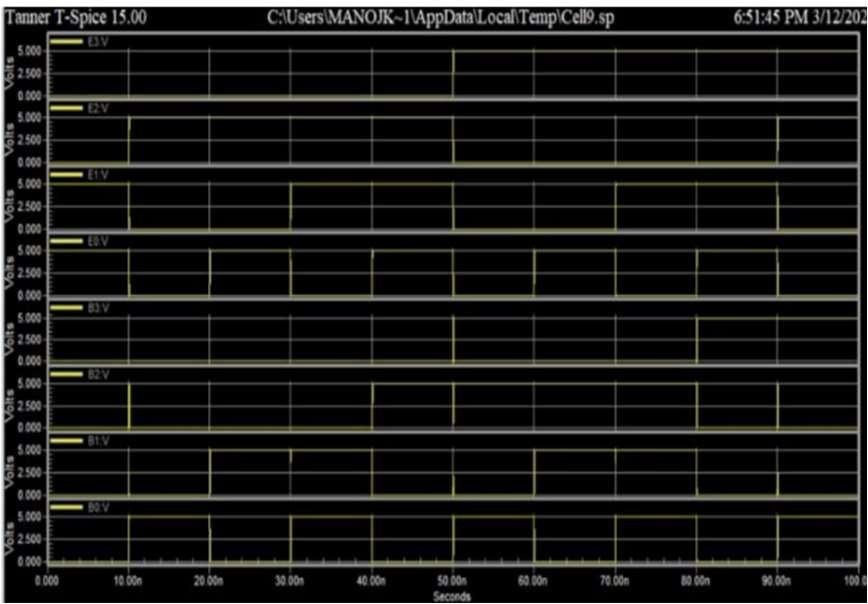 Tanner T-Spice 15.00 C:\Users\MANOJK~1\AppData\Local\Temp\Cell9.sp 6:51:45 PM 3/12/202
E3:V
5.000
2.500
0.000
Volts
E2:V
5.000
2.500
0.000
Volts
E1:V
5.000
2.500
0.000
Volts
E0:V
5.000
2.500
0.000
Volts
B3:V
5.000
2.500
0.000
Volts
B2:V
5.000
2.500
0.000
Volts
B1:V
5.000
2.500
0.000
Volts
B0:V
5.000
2.500
0.000
Volts
0.000 10.00n 20.00n 30.00n 40.00n 50.00n 60.00n 70.00n 80.00n 90.00n 100.0
Seconds